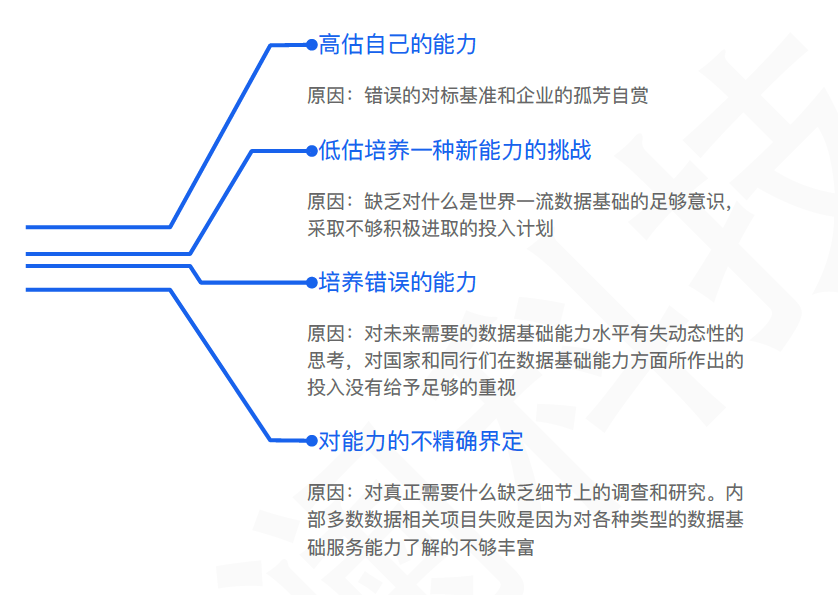 高估自己的能力
原因：错误的对标基准和企业的孤芳自赏
低估培养一种新能力的挑战
原因：缺乏对什么是世界一流数据基础的足够意识，
采取不够积极进取的投入计划
培养错误的能力
原因：对未来需要的数据基础能力水平有失动态性的
思考，对国家和同行们在数据基础能力方面所作出的
投入没有给予足够的重视
对能力的不精确界定
原因：对真正需要什么缺乏细节上的调查和研究。内
部多数数据相关项目失败是因为对各种类型的数据基
础服务能力了解的不够丰富
澜科技